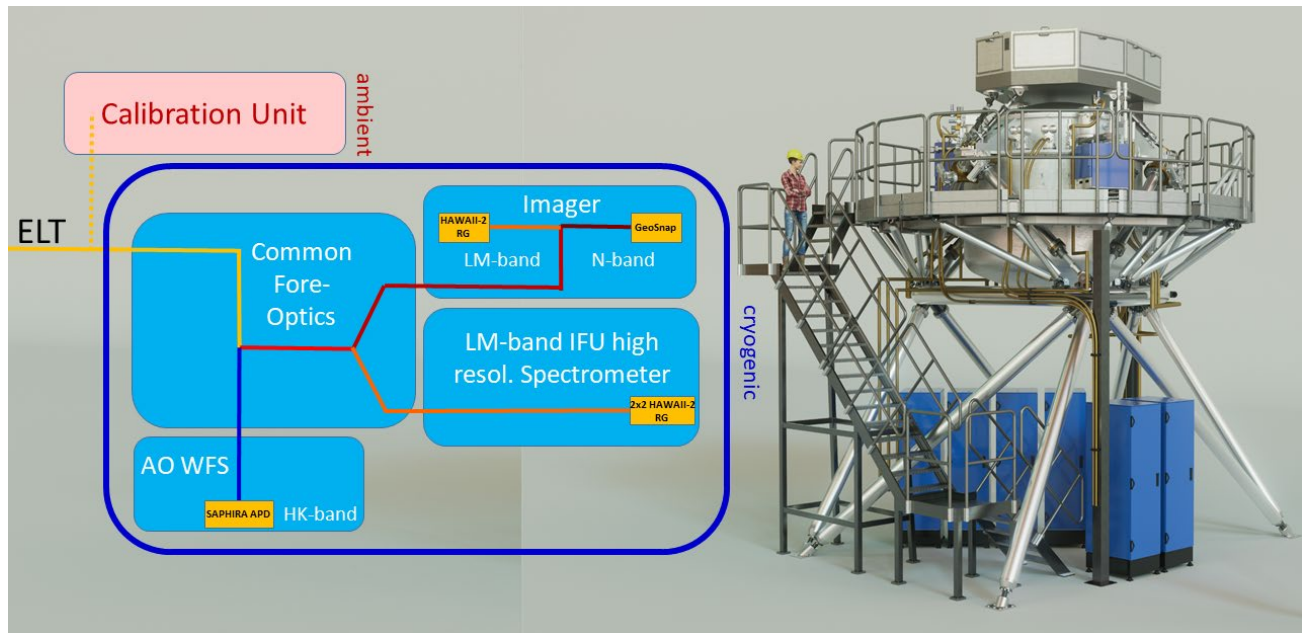 Calibration Unit
ambient
ELT
Common
Fore-
Optics
Imager
HAWAII-2
RG
GeoSnap
LM-band
N-band
LM-band IFU high
resol. Spectrometer
2x2 HAWAII-2
RG
cryogenic
AO WFS
SAPHIRA APD
HK-band